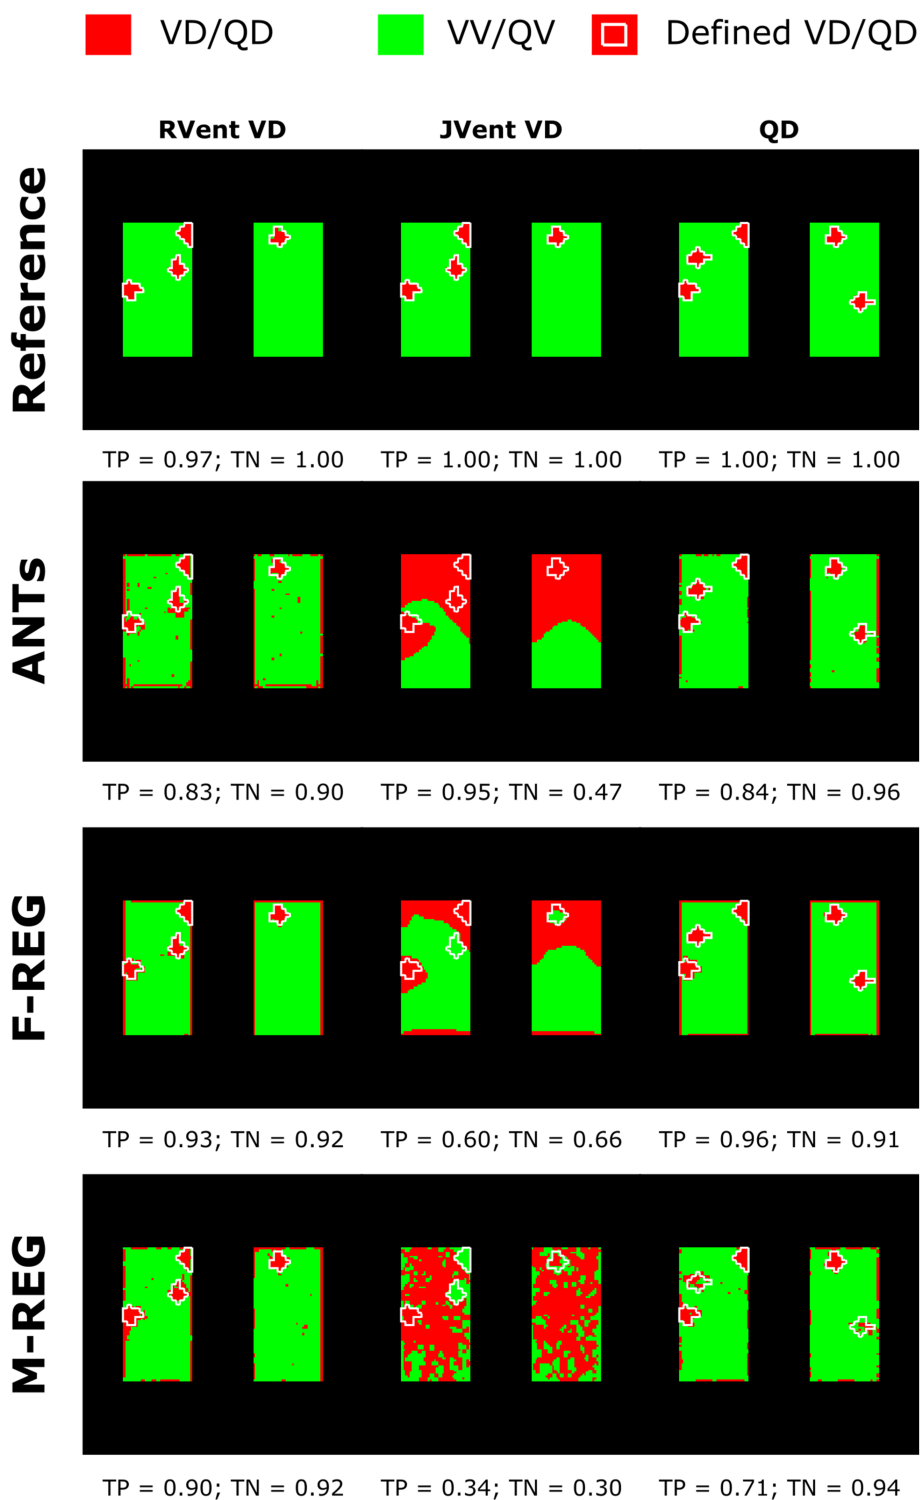 VD/QD VV/QV Defined VD/QD
RVent VD JVent VD QD
Reference
TP = 0.97; TN = 1.00 TP = 1.00; TN = 1.00 TP = 1.00; TN = 1.00
ANTs
TP = 0.83; TN = 0.90 TP = 0.95; TN = 0.47 TP = 0.84; TN = 0.96
F-REG
TP = 0.93; TN = 0.92 TP = 0.60; TN = 0.66 TP = 0.96; TN = 0.91
M-REG
TP = 0.90; TN = 0.92 TP = 0.34; TN = 0.30 TP = 0.71; TN = 0.94